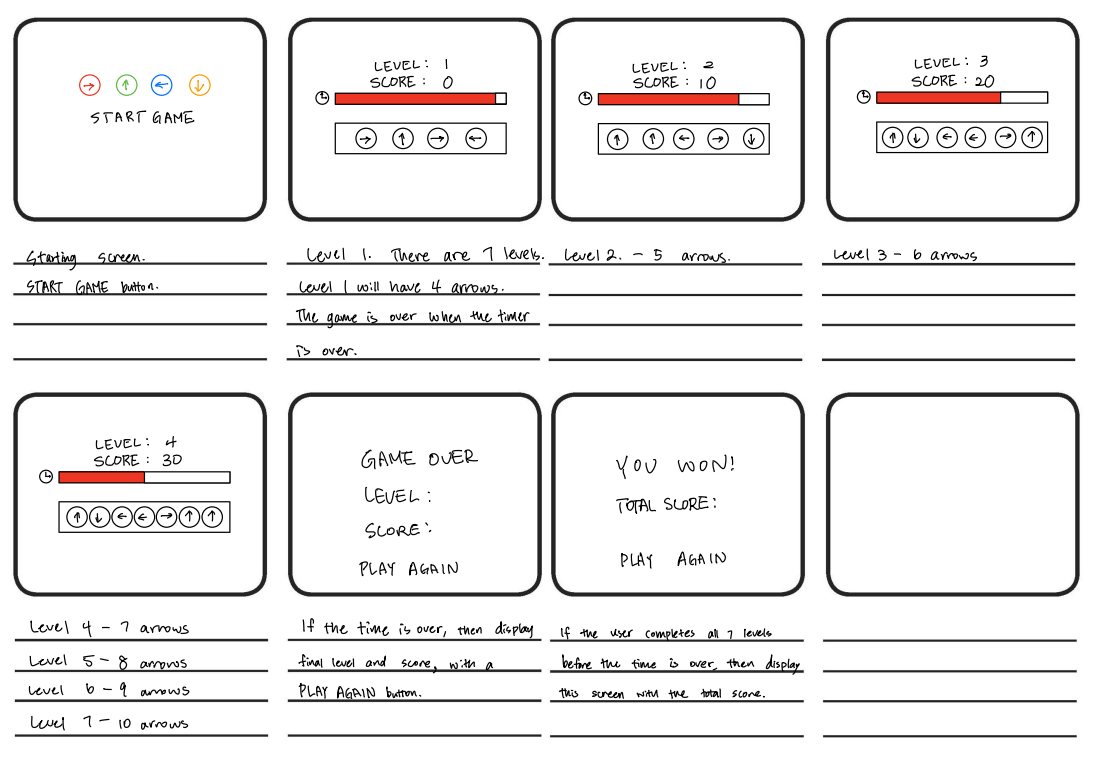 START GAME
LEVEL: 1
SCORE: 0
LEVEL: 2
SCORE: 10
LEVEL: 3
SCORE: 20
Starting screen.
START GAME button.
Level 1. There are 7 levels.
Level 1 will have 4 arrows.
The game is over when the timer
is over.
Level 2. - 5 arrows.
Level 3 - 6 arrows
LEVEL: 4
SCORE: 30
GAME OVER
LEVEL:
SCORE:
PLAY AGAIN
YOU WON!
TOTAL SCORE:
PLAY AGAIN
Level 4 - 7 arrows
Level 5 - 8 arrows
Level 6 - 9 arrows
Level 7 - 10 arrows
If the time is over, then display
final level and score, with a
PLAY AGAIN button.
If the user completes all 7 levels
before the time is over, then display
this screen with the total score.